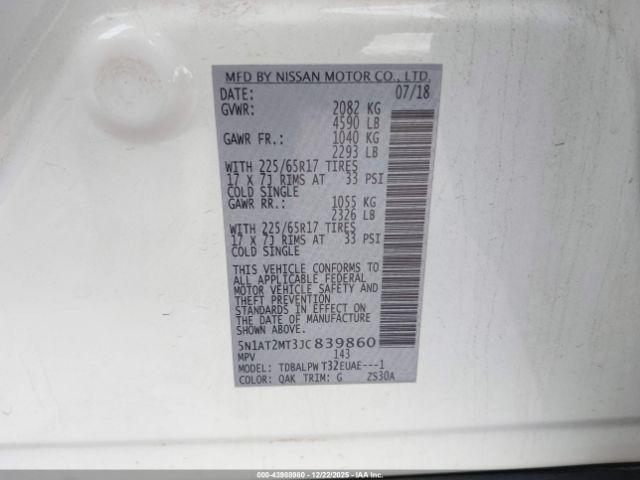 MFD BY NISSAN MOTOR CO., LTD.
DATE: 07/18
GVWR: 2082 KG
4590 LB
GAWR FR.: 1040 KG
2293 LB
WITH 225/65R17 TIRES
17 X 7J RIMS AT 33 PSI
COLD SINGLE
GAWR RR.: 1055 KG
2326 LB
WITH 225/65R17 TIRES
17 X 7J RIMS AT 33 PSI
COLD SINGLE
THIS VEHICLE CONFORMS TO
ALL APPLICABLE FEDERAL
MOTOR VEHICLE SAFETY AND
THEFT PREVENTION
STANDARDS IN EFFECT ON
THE DATE OF MANUFACTURE
SHOWN ABOVE.
5N1AT2MT3JC839860
MPV 143
MODEL: TDBALPWT32EUAE---1
COLOR: QAK TRIM: G ZS30A
000-43988980 - 12/22/2025 - IAAI.COM